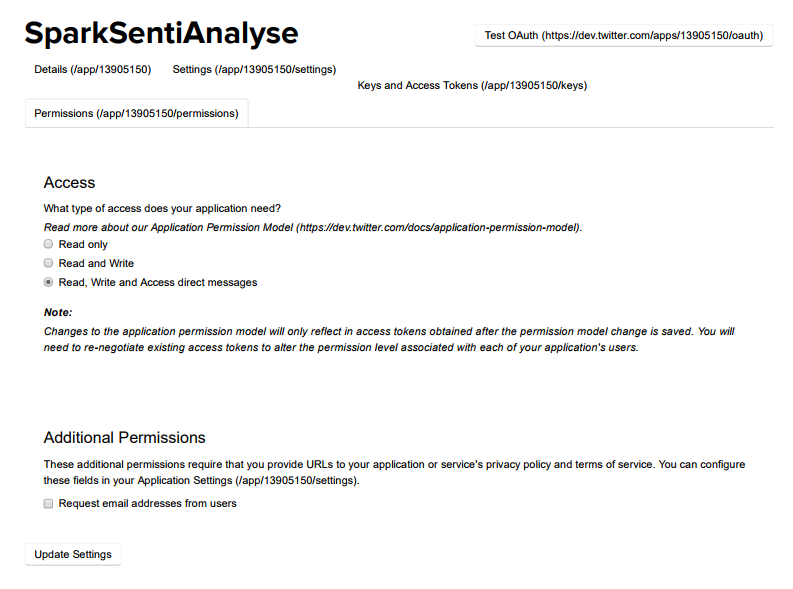 SparkSentiAnalyse
Test OAuth (https://dev.twitter.com/apps/13905150/oauth)
Details (/app/13905150)
Settings (/app/13905150/settings)
Keys and Access Tokens (/app/13905150/keys)
Permissions (/app/13905150/permissions)
Access
What type of access does your application need?
Read more about our Application Permission Model (https://dev.twitter.com/docs/application-permission-model).
Read only
Read and Write
Read, Write and Access direct messages
Note:
Changes to the application permission model will only reflect in access tokens obtained after the permission model change is saved. You will
need to re-negotiate existing access tokens to alter the permission level associated with each of your application's users.
Additional Permissions
These additional permissions require that you provide URLs to your application or service's privacy policy and terms of service. You can configure
these fields in your Application Settings (/app/13905150/settings).
Request email addresses from users
Update Settings